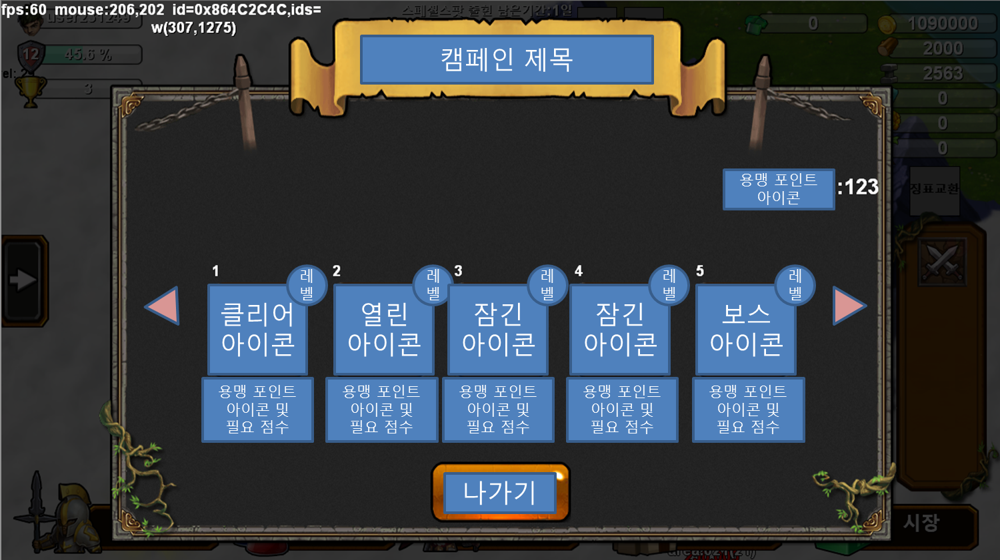 fps:60 mouse:206,202 id=0x864C2C4C,ids=
w(307,1275)
스페셜스팟 출현 남은기간:1일
user231249
12
45.6 %
3
0
1090000
2000
2563
0
0
0
캠페인 제목
용맹 포인트
아이콘
:123
징표교환
1
2
3
4
5
레
벨
레
벨
레
벨
레
벨
레
벨
클리어
아이콘
열린
아이콘
잠긴
아이콘
잠긴
아이콘
보스
아이콘
용맹 포인트
아이콘 및
필요 점수
용맹 포인트
아이콘 및
필요 점수
용맹 포인트
아이콘 및
필요 점수
용맹 포인트
아이콘 및
필요 점수
용맹 포인트
아이콘 및
필요 점수
나가기
시장